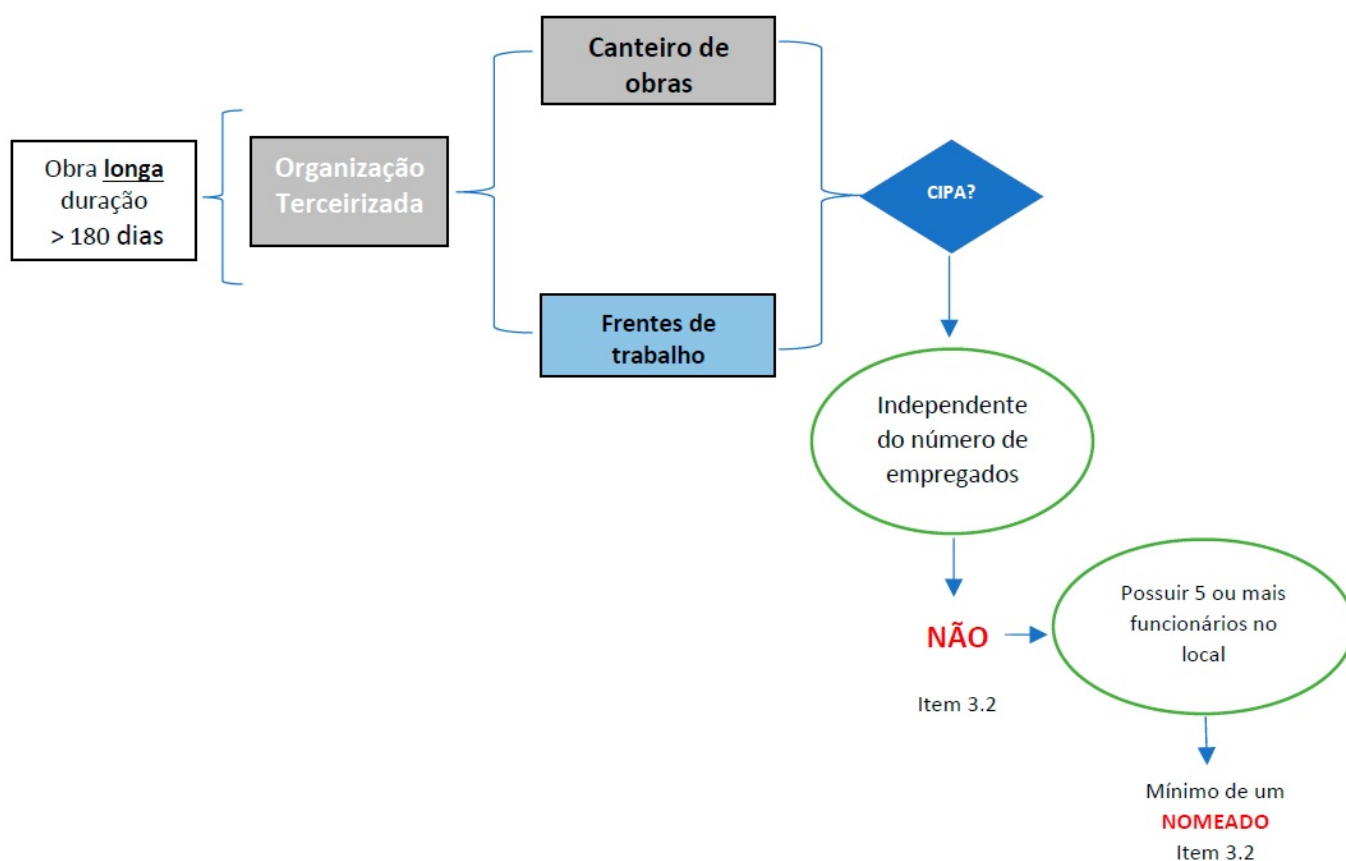 Canteiro de
obras
Obra longa
duração
> 180 dias
Organização
Terceirizada
CIPA?
Frentes de
trabalho
Independente
do número de
empregados
NÃO
Item 3.2
Possuir 5 ou mais
funcionários no
local
Mínimo de um
NOMEADO
Item 3.2